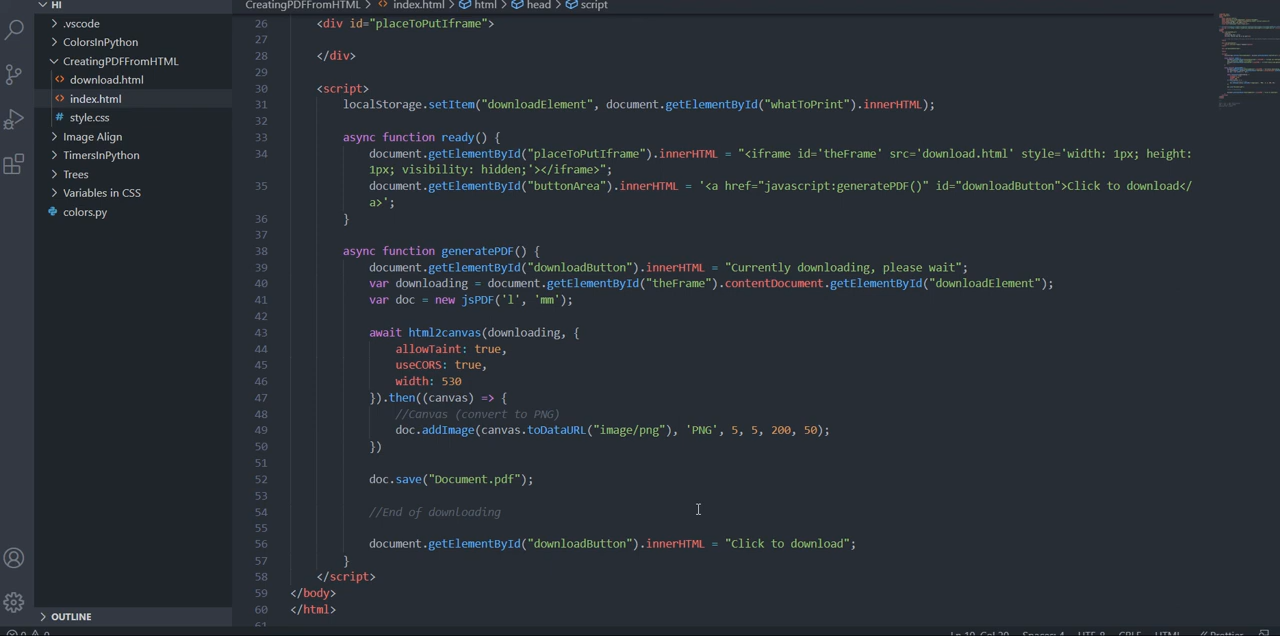 HI
CreatingPDFFromHTML > index.html > html > head > script
.vscode
ColorsInPython
CreatingPDFFromHTML
download.html
index.html
style.css
Image Align
TimersInPython
Trees
Variables in CSS
colors.py
OUTLINE
26 <div id="placeToPutIframe">
27
28 </div>
29
30 <script>
31 localStorage.setItem("downloadElement", document.getElementById("whatToPrint").innerHTML);
32
33 async function ready() {
34 document.getElementById("placeToPutIframe").innerHTML = "<iframe id='theFrame' src='download.html' style='width: 1px; height:
1px; visibility: hidden;'></iframe>";
35 document.getElementById("buttonArea").innerHTML = '<a href="javascript:generatePDF()" id="downloadButton">Click to download</
a>';
36 }
37
38 async function generatePDF() {
39 document.getElementById("downloadButton").innerHTML = "Currently downloading, please wait";
40 var downloading = document.getElementById("theFrame").contentDocument.getElementById("downloadElement");
41 var doc = new jsPDF('l', 'mm');
42
43 await html2canvas(downloading, {
44 allowTaint: true,
45 useCORS: true,
46 width: 530
47 }).then((canvas) => {
48 //Canvas (convert to PNG)
49 doc.addImage(canvas.toDataURL("image/png"), 'PNG', 5, 5, 200, 50);
50 })
51
52 doc.save("Document.pdf");
53
54 //End of downloading
55
56 document.getElementById("downloadButton").innerHTML = "Click to download";
57 }
58 </script>
59 </body>
60 </html>
61